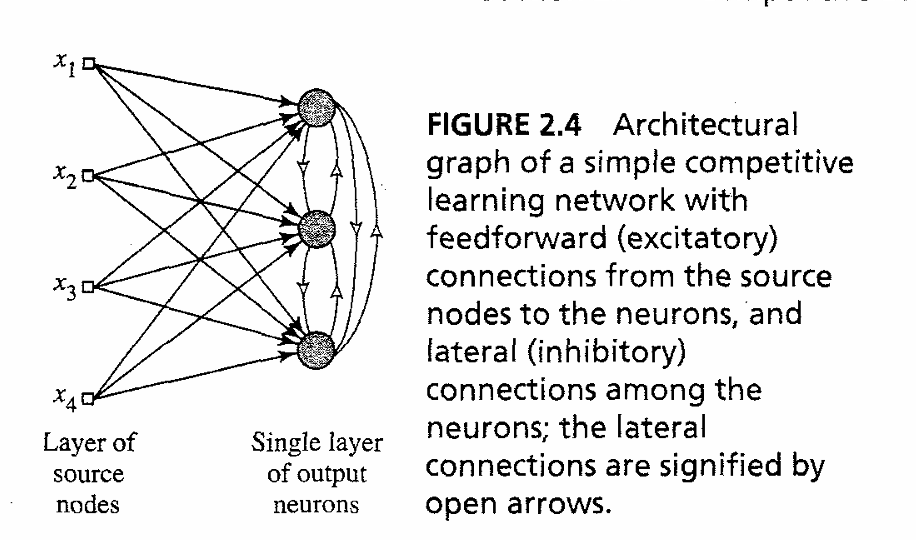 x1
x2
x3
x4
Layer of
source
nodes
Single layer
of output
neurons
FIGURE 2.4 Architectural
graph of a simple competitive
learning network with
feedforward (excitatory)
connections from the source
nodes to the neurons, and
lateral (inhibitory)
connections among the
neurons; the lateral
connections are signified by
open arrows.